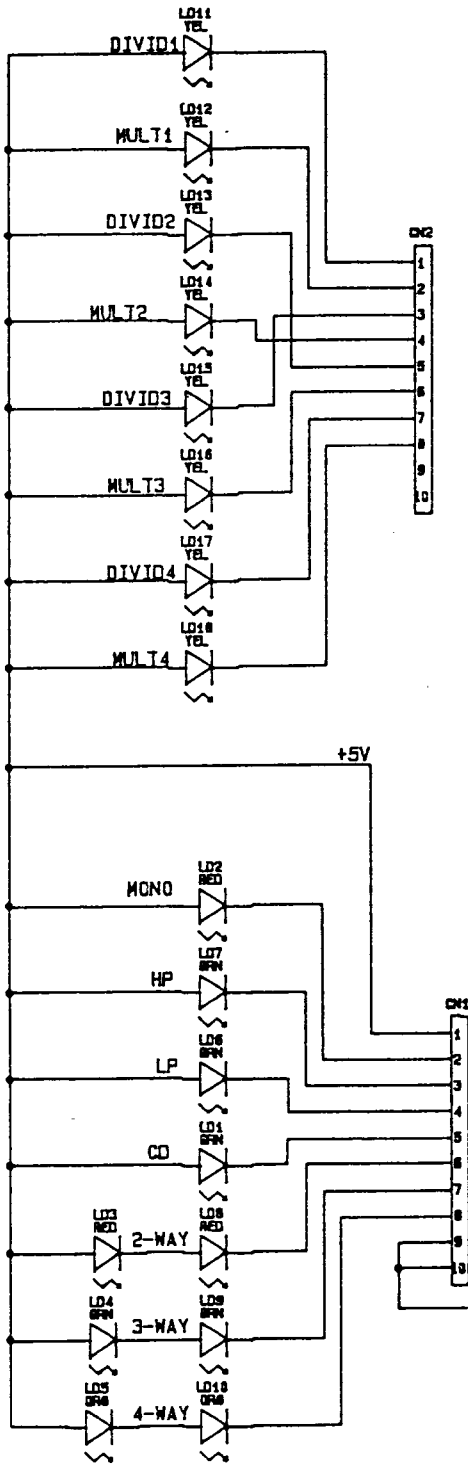 LD11
YEL
DIVID1
LD12
YEL
MULT1
LD13
YEL
DIVID2
CN2
1
2
3
4
5
6
7
8
9
10
LD14
YEL
MULT2
LD15
YEL
DIVID3
LD16
YEL
MULT3
LD17
YEL
DIVID4
LD18
YEL
MULT4
+5V
LD2
RED
MONO
LD7
GRN
HP
CN1
1
2
3
4
5
6
7
8
9
10
LD6
GRN
LP
LD1
GRN
CD
LD3
RED
2-WAY
LD8
RED
LD4
GRN
3-WAY
LD9
GRN
LD5
ORG
4-WAY
LD10
ORG